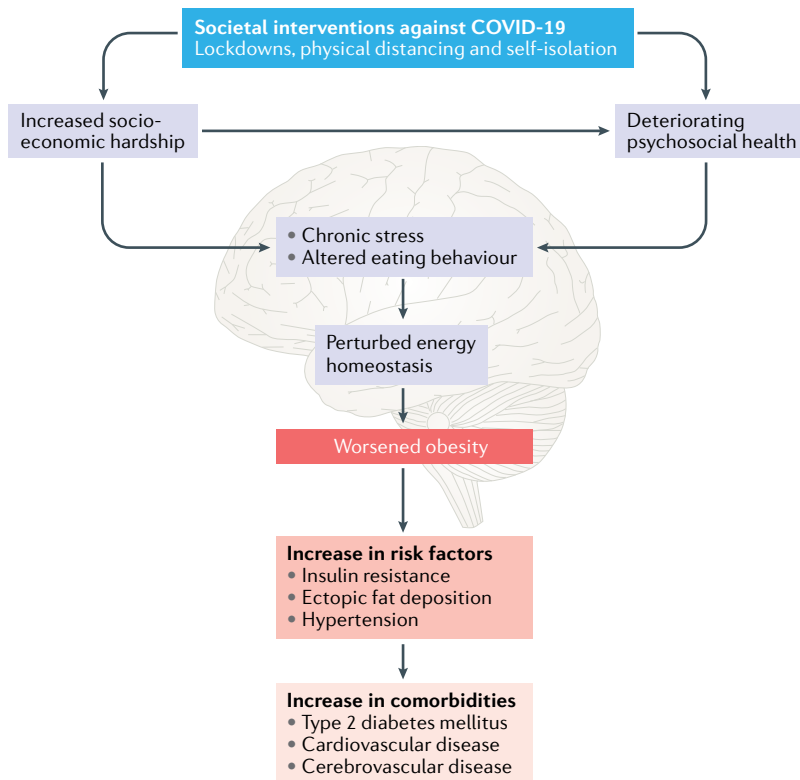 Societal interventions against COVID-19
Lockdowns, physical distancing and self-isolation
Increased socio-
economic hardship
Deteriorating
psychosocial health
• Chronic stress
• Altered eating behaviour
Perturbed energy
homeostasis
Worsened obesity
Increase in risk factors
• Insulin resistance
• Ectopic fat deposition
• Hypertension
Increase in comorbidities
• Type 2 diabetes mellitus
• Cardiovascular disease
• Cerebrovascular disease